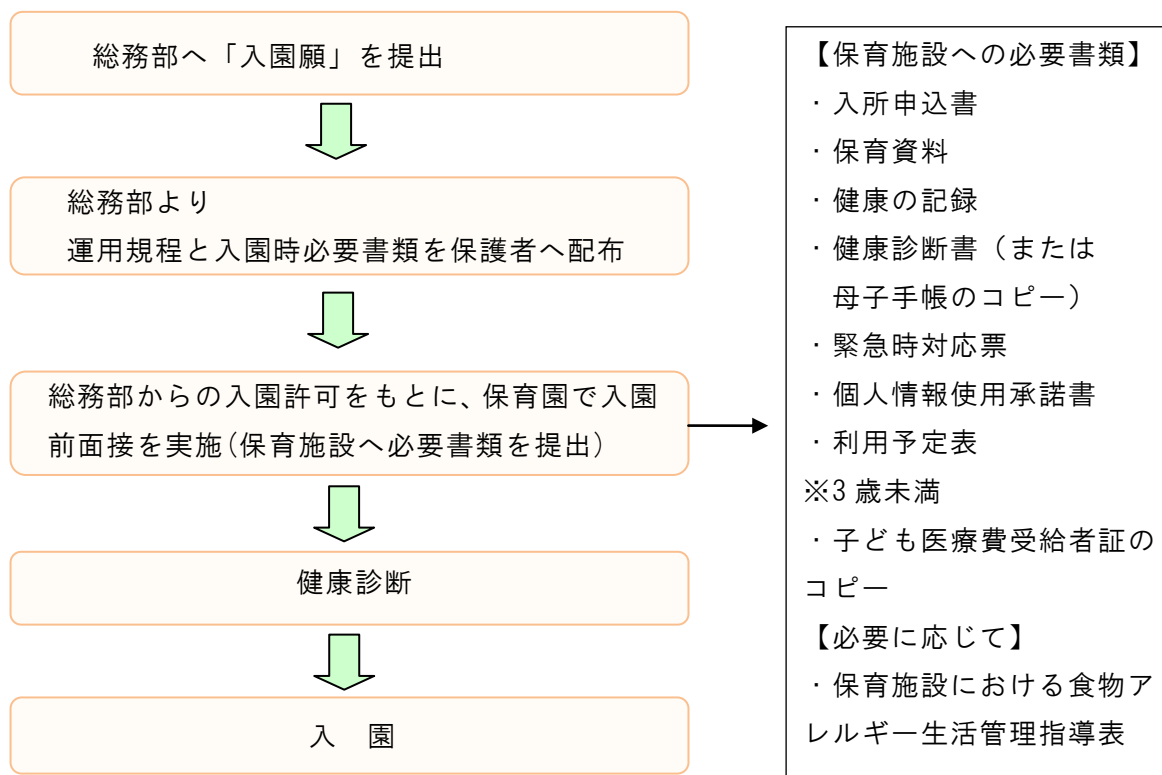 総務部へ「入園願」を提出
総務部より
運用規程と入園時必要書類を保護者へ配布
総務部からの入園許可をもとに、保育園で入園
前面接を実施(保育施設へ必要書類を提出)
健康診断
入　園
【保育施設への必要書類】
・入所申込書
・保育資料
・健康の記録
・健康診断書（または
母子手帳のコピー）
・緊急時対応票
・個人情報使用承諾書
・利用予定表
※3歳未満
・子ども医療費受給者証の
コピー
【必要に応じて】
・保育施設における食物ア
レルギー生活管理指導表